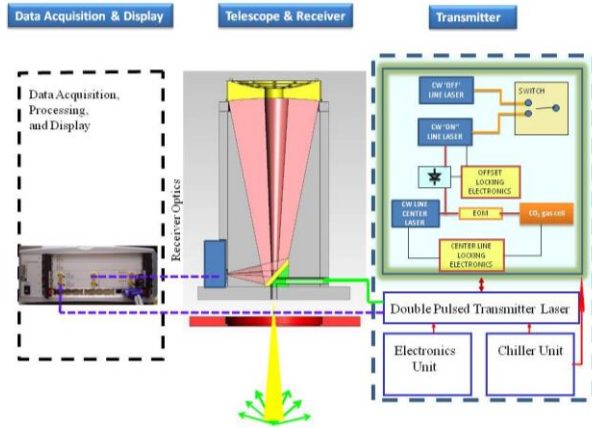 Data Acquisition & Display
Telescope & Receiver
Transmitter
Data Acquisition,
Processing,
and Display
Receiver Optics
CW "Off"
LINE LASER
SWITCH
CW "ON"
LINE LASER
OFFSET
LOCKING
ELECTRONICS
CW LINE
CENTER
LASER
EOM
CO₂ gas cell
CENTER LINE
LOCKING
ELECTRONICS
Double Pulsed Transmitter Laser
Electronics
Unit
Chiller Unit